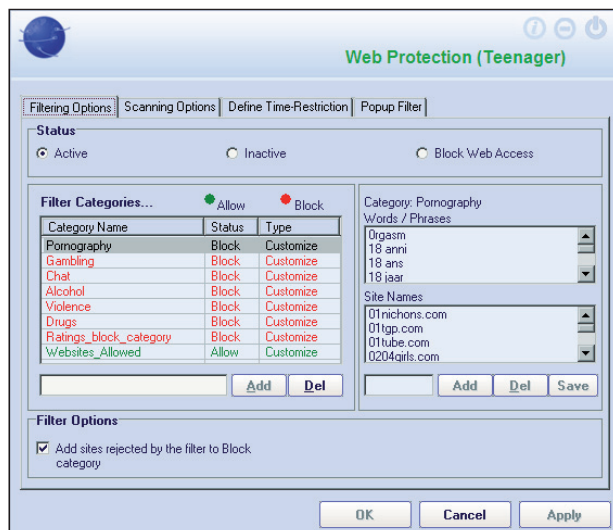 Web Protection (Teenager)
Filtering Options Scanning Options Define Time-Restriction Popup Filter
Status
Active Inactive Block Web Access
Filter Categories... Allow Block
Category Name Status Type
Pornography Block Customize
Gambling Block Customize
Chat Block Customize
Alcohol Block Customize
Violence Block Customize
Drugs Block Customize
Ratings_block_category Block Customize
Websites_Allowed Allow Customize
Add Del
Category: Pornography
Words / Phrases
0rgasm
18 anni
18 ans
18 jaar
Site Names
01nichons.com
01tgp.com
01tube.com
0204girls.com
Add Del Save
Filter Options
Add sites rejected by the filter to Block
category
OK Cancel Apply